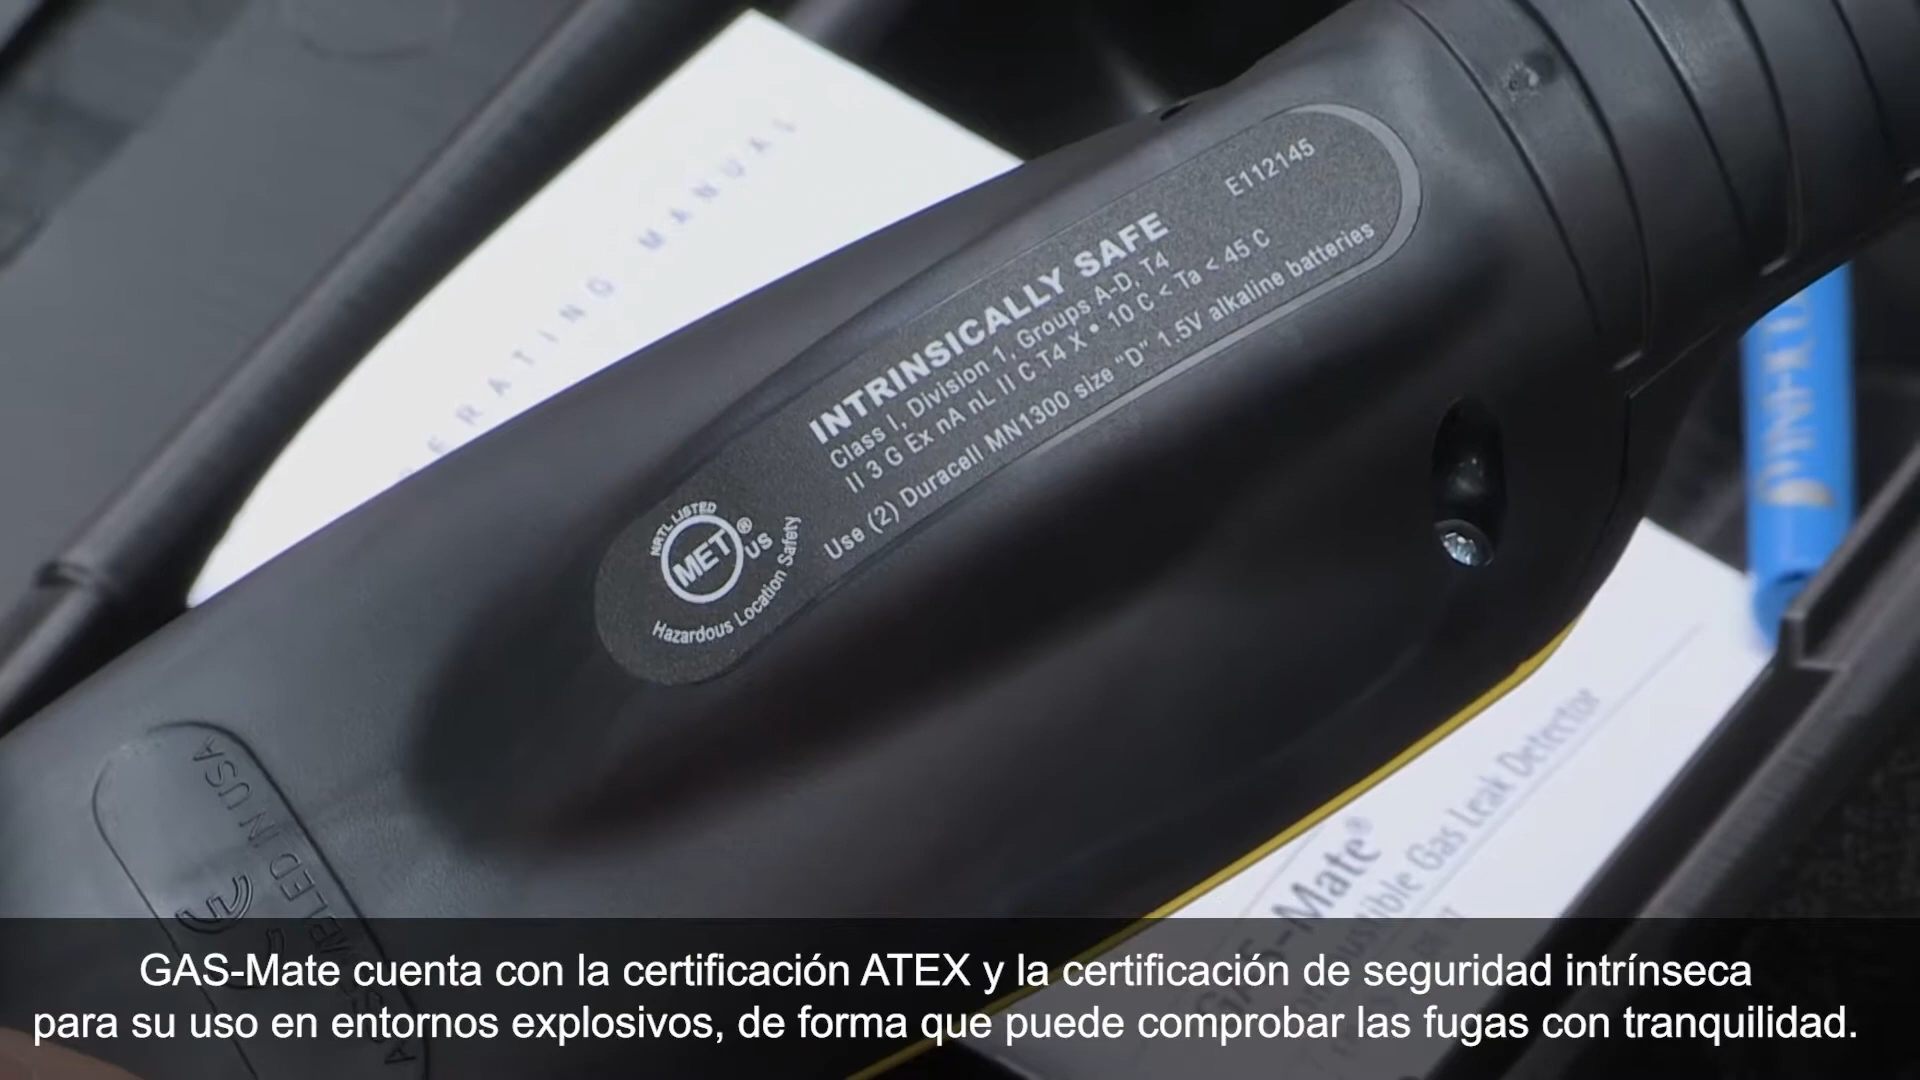 OPERATING MANUAL
E112145
INTRINSICALLY SAFE
Class I, Division 1, Groups A-D, T4
II 3 G Ex nA nL II C T4 X • 10 C < Ta < 45 C
Use (2) Duracell MN1300 size "D" 1.5V alkaline batteries
NRTL LISTED
MET® US
Hazardous Location Safety
ASSEMBLED IN USA
CE
GAS-Mate®
Combustible Gas Leak Detector
GAS-Mate cuenta con la certificación ATEX y la certificación de seguridad intrínseca
para su uso en entornos explosivos, de forma que puede comprobar las fugas con tranquilidad.